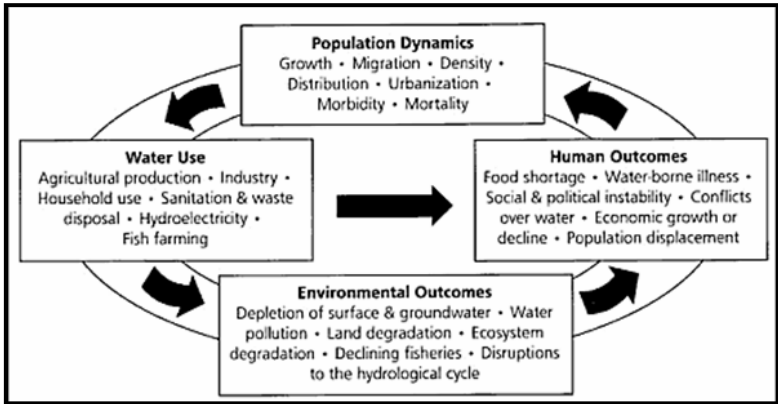 Population Dynamics
Growth • Migration • Density •
Distribution • Urbanization •
Morbidity • Mortality
Water Use
Agricultural production • Industry •
Household use • Sanitation & waste
disposal • Hydroelectricity •
Fish farming
Human Outcomes
Food shortage • Water-borne illness •
Social & political instability • Conflicts
over water • Economic growth or
decline • Population displacement
Environmental Outcomes
Depletion of surface & groundwater • Water
pollution • Land degradation • Ecosystem
degradation • Declining fisheries • Disruptions
to the hydrological cycle